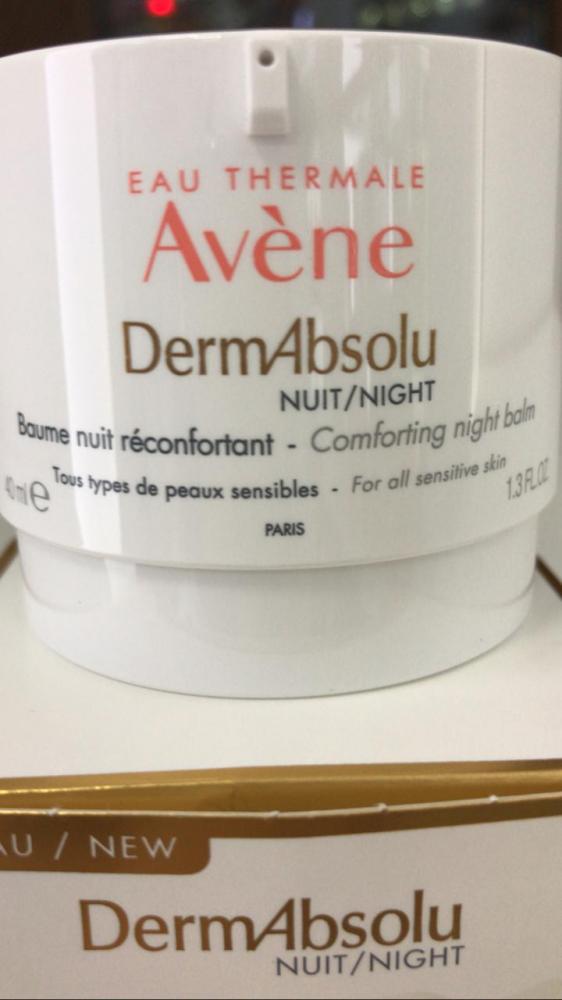 EAU THERMALE
Avène
DermAbsolu
NUIT/NIGHT
Baume nuit réconfortant - Comforting night balm
Tous types de peaux sensibles - For all sensitive skin
40 ml e 1.3 FL.OZ.
PARIS
AU / NEW
DermAbsolu
NUIT/NIGHT